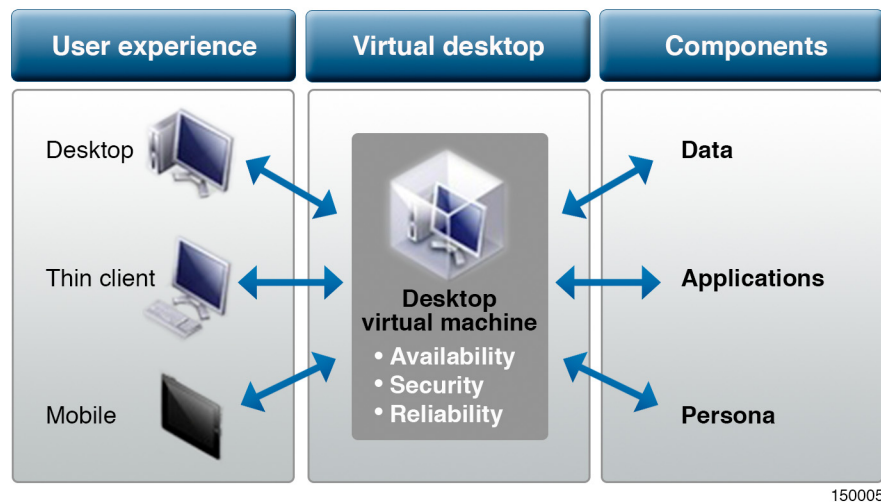 User experience
Virtual desktop
Components
Desktop
Thin client
Mobile
Desktop
virtual machine
• Availability
• Security
• Reliability
Data
Applications
Persona
150005